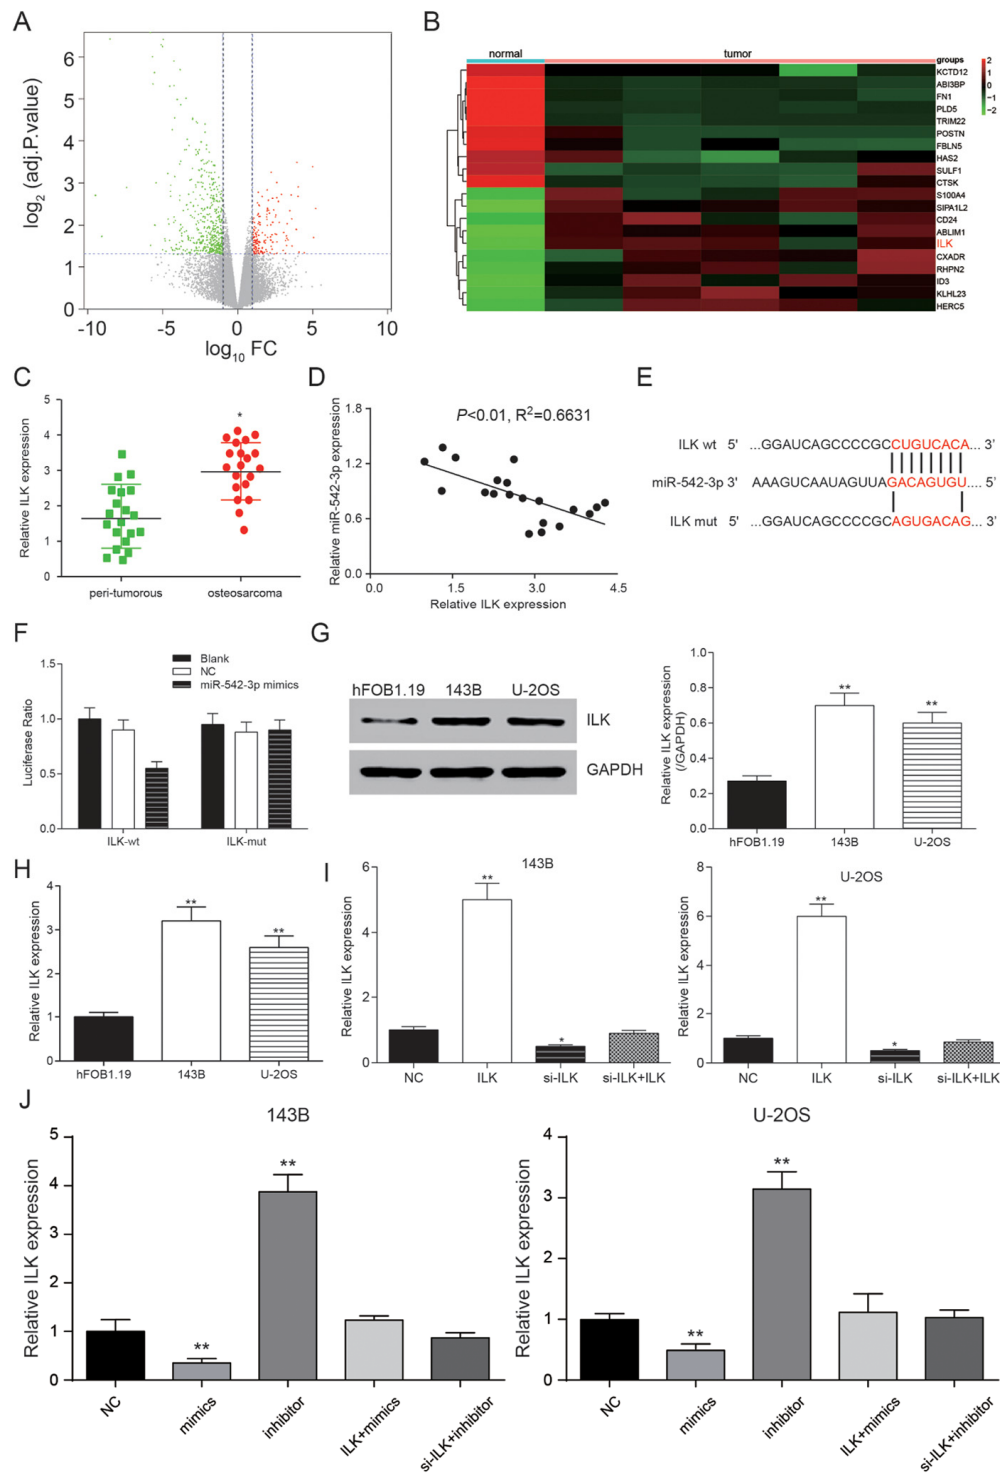 A
log2 (adj.P.value)
6
5
4
3
2
1
0
-10
-5
0
5
10
log10 FC
B
normal
tumor
groups
2
1
0
−1
−2
KCTD12
ABI3BP
FN1
PLD5
TRIM22
POSTN
FBLN5
HAS2
SULF1
CTSK
S100A4
SIPA1L2
CD24
ABLIM1
ILK
CXADR
RHPN2
ID3
KLHL23
HERC5
C
Relative ILK expression
5
4
3
2
1
0
*
peri-tumorous
osteosarcoma
D
Relative miR-542-3p expression
1.8
1.2
0.6
0.0
P<0.01, R2=0.6631
0.0
1.5
3.0
4.5
Relative ILK expression
E
ILK wt 5' ...GGAUCAGCCCCGCCUGUCACA... 3'
miR-542-3p 3' AAAGUCAAUAGUUAGACAGUGU... 5'
ILK mut 5' ...GGAUCAGCCCCGCAGUGACAG... 3'
F
Luciferase Ratio
1.5
1.0
0.5
0.0
Blank
NC
miR-542-3p mimics
ILK-wt
ILK-mut
G
hFOB1.19 143B U-2OS
ILK
GAPDH
Relative ILK expression
(/GAPDH)
1.0
0.8
0.6
0.4
0.2
0.0
**
**
hFOB1.19
143B
U-2OS
H
Relative ILK expression
4
3
2
1
0
**
**
hFOB1.19
143B
U-2OS
I
143B
Relative ILK expression
6
4
2
0
**
*
NC
ILK
si-ILK
si-ILK+ILK
U-2OS
Relative ILK expression
8
6
4
2
0
**
*
NC
ILK
si-ILK
si-ILK+ILK
J
143B
Relative ILK expression
5
4
3
2
1
0
**
**
NC
mimics
inhibitor
ILK+mimics
si-ILK+inhibitor
U-2OS
Relative ILK expression
4
3
2
1
0
**
**
NC
mimics
inhibitor
ILK+mimics
si-ILK+inhibitor